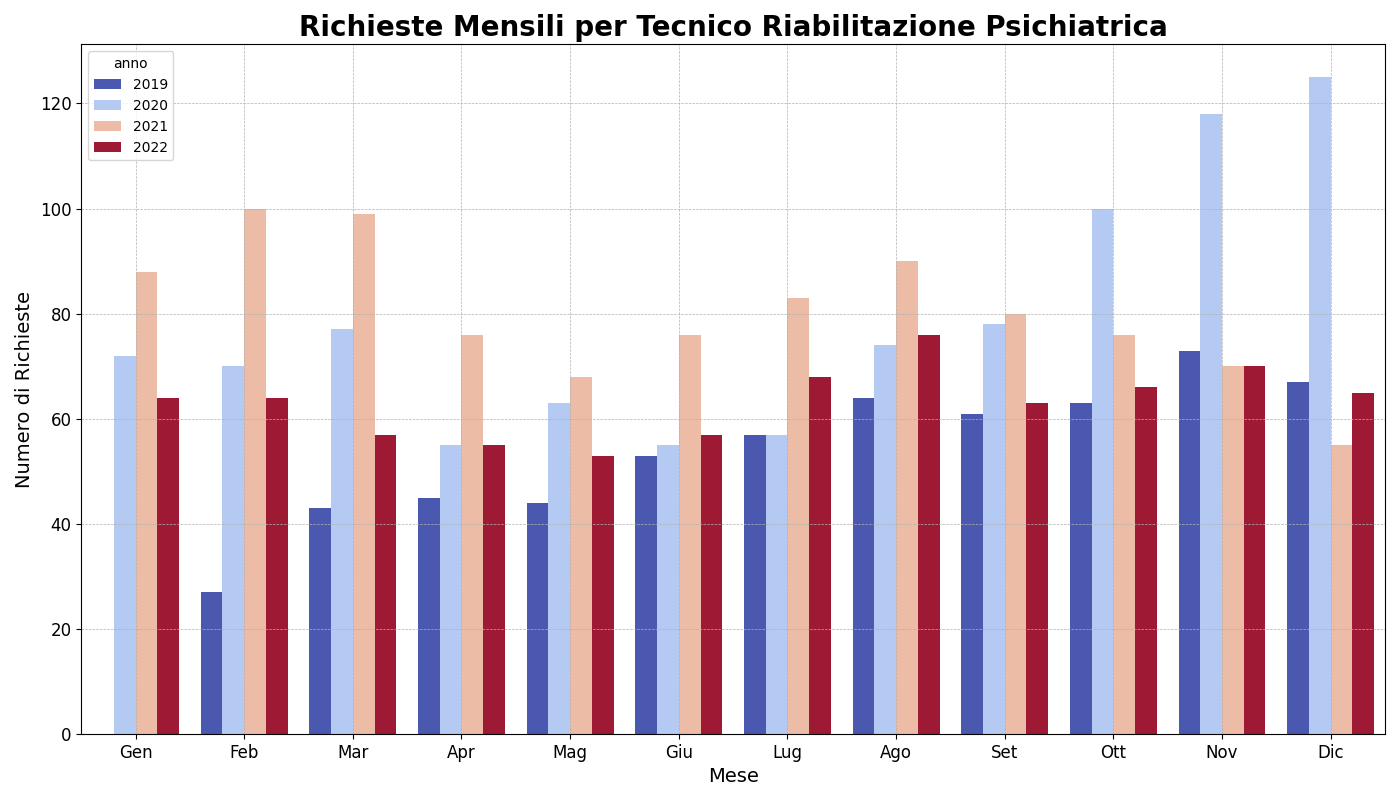 Richieste Mensili per Tecnico Riabilitazione Psichiatrica
anno
2019
2020
2021
2022
Numero di Richieste
120
100
80
60
40
20
0
Gen Feb Mar Apr Mag Giu Lug Ago Set Ott Nov Dic
Mese